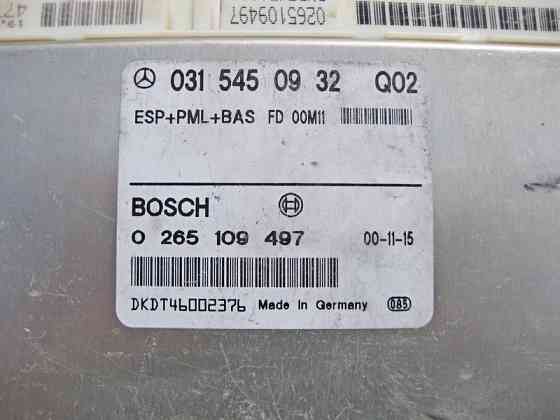 0265109497
031 545 09 32 Q02
ESP+PML+BAS FD 00M11
BOSCH
0 265 109 497 00-11-15
DKDT46002376 Made in Germany 085